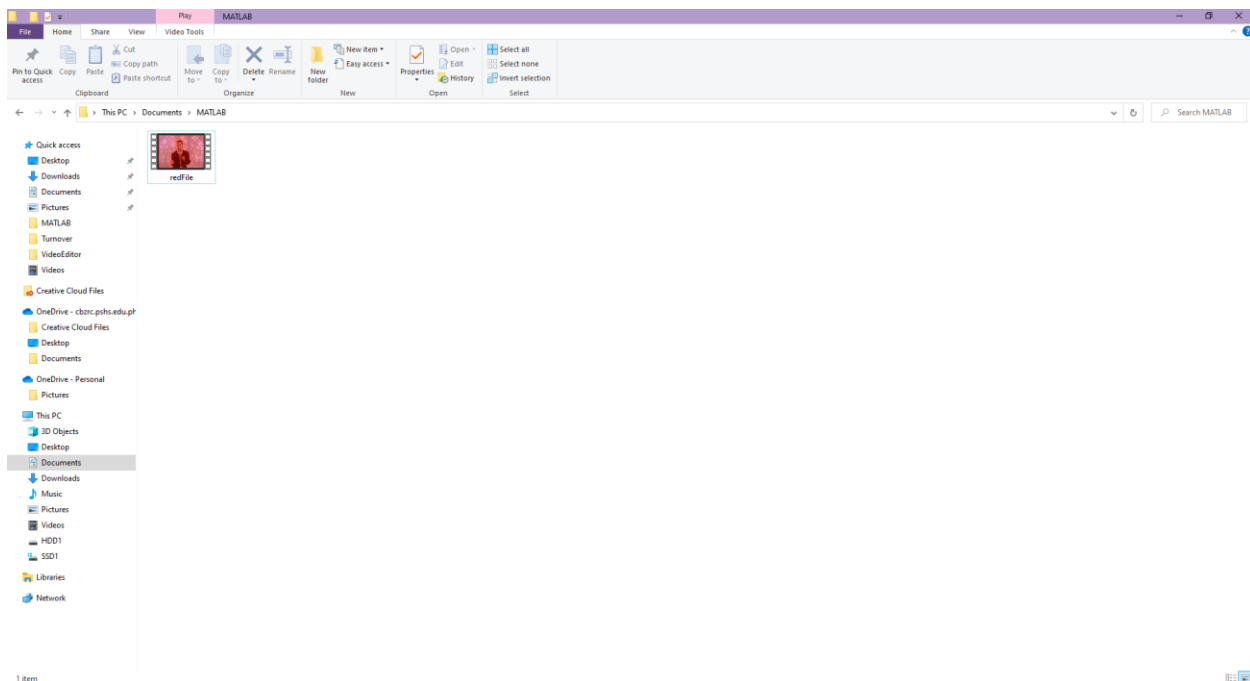 Play MATLAB
File Home Share View Video Tools
Pin to Quick access
Copy
Paste
Cut
Copy path
Paste shortcut
Clipboard
Move to
Copy to
Delete
Rename
Organize
New folder
New item
Easy access
New
Properties
Open
Edit
History
Open
Select all
Select none
Invert selection
Select
This PC > Documents > MATLAB
Search MATLAB
Quick access
Desktop
Downloads
Documents
Pictures
MATLAB
Turnover
VideoEditor
Videos
Creative Cloud Files
OneDrive - cbzrc.pshs.edu.ph
Creative Cloud Files
Desktop
Documents
OneDrive - Personal
Pictures
This PC
3D Objects
Desktop
Documents
Downloads
Music
Pictures
Videos
HDD1
SSD1
Libraries
Network
redFile
1 item